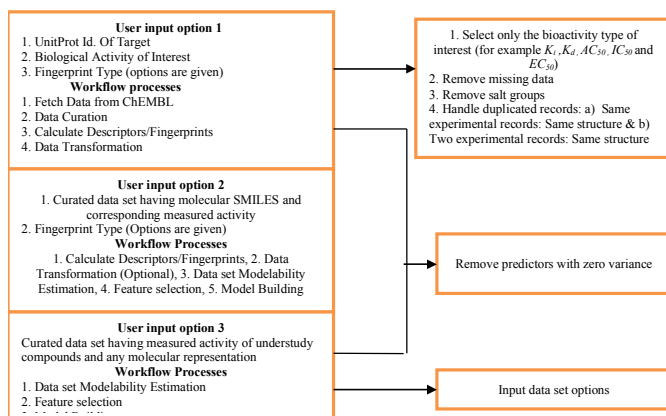 User input option 1
1. UnitProt Id. Of Target
2. Biological Activity of Interest
3. Fingerprint Type (options are given)
Workflow processes
1. Fetch Data from ChEMBL
2. Data Curation
3. Calculate Descriptors/Fingerprints
4. Data Transformation
1. Select only the bioactivity type of
interest (for example Ki ,Kd , AC50 , IC50 and
EC50)
2. Remove missing data
3. Remove salt groups
4. Handle duplicated records: a) Same
experimental records: Same structure & b)
Two experimental records: Same structure
User input option 2
1. Curated data set having molecular SMILES and
corresponding measured activity
2. Fingerprint Type (Options are given)
Workflow Processes
1. Calculate Descriptors/Fingerprints, 2. Data
Transformation (Optional), 3. Data set Modelability
Estimation, 4. Feature selection, 5. Model Building
Remove predictors with zero variance
User input option 3
Curated data set having measured activity of understudy
compounds and any molecular representation
Workflow Processes
1. Data set Modelability Estimation
2. Feature selection
Input data set options